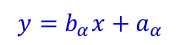 y = b_α x + a_α